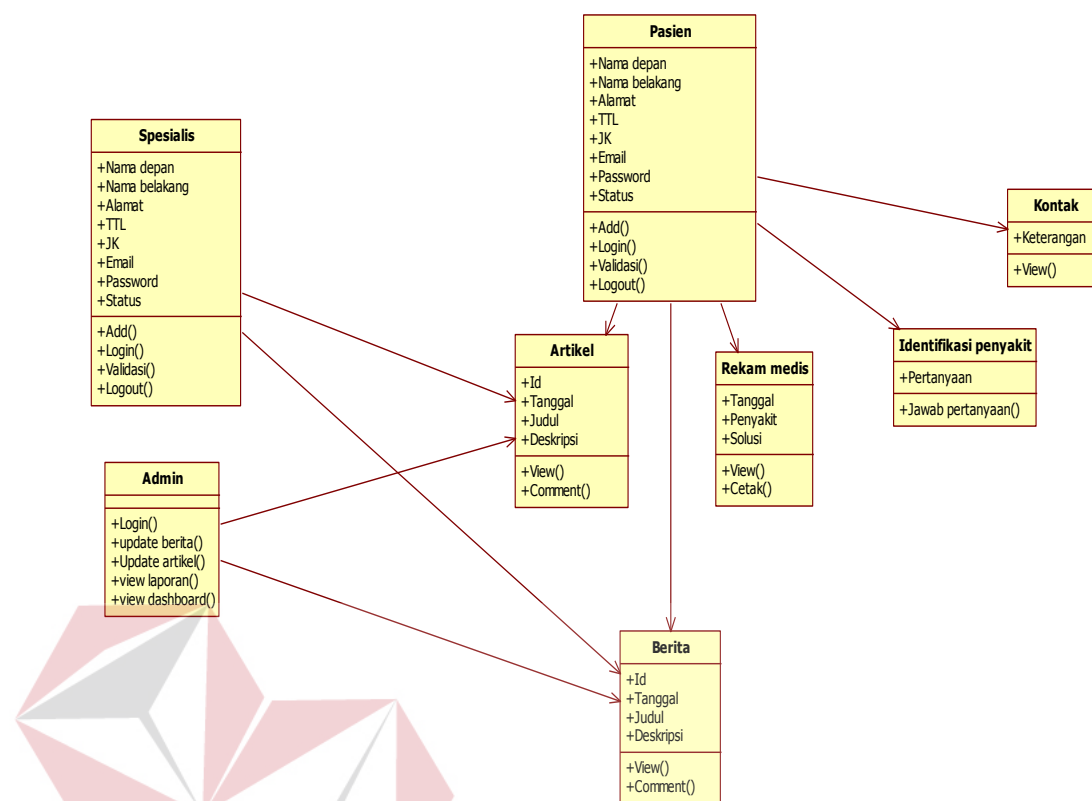 Pasien
+Nama depan
+Nama belakang
+Alamat
+TTL
+JK
+Email
+Password
+Status
+Add()
+Login()
+Validasi()
+Logout()
Spesialis
+Nama depan
+Nama belakang
+Alamat
+TTL
+JK
+Email
+Password
+Status
+Add()
+Login()
+Validasi()
+Logout()
Kontak
+Keterangan
+View()
Artikel
+Id
+Tanggal
+Judul
+Deskripsi
+View()
+Comment()
Rekam medis
+Tanggal
+Penyakit
+Solusi
+View()
+Cetak()
Identifikasi penyakit
+Pertanyaan
+Jawab pertanyaan()
Admin
+Login()
+update berita()
+Update artikel()
+view laporan()
+view dashboard()
Berita
+Id
+Tanggal
+Judul
+Deskripsi
+View()
+Comment()